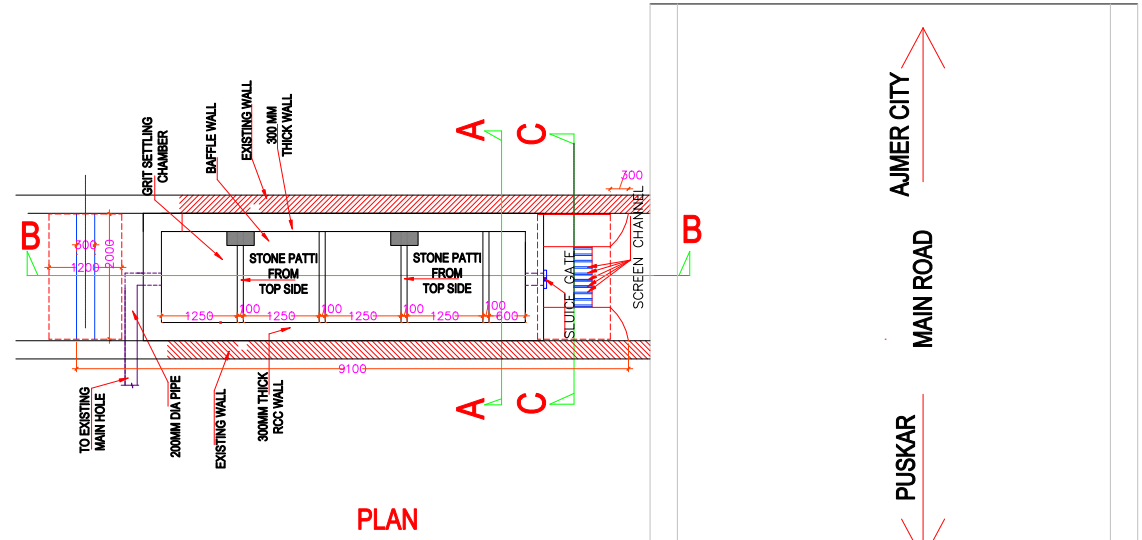 GRIT SETTLING
CHAMBER
BAFFLE WALL
EXISTING WALL
300 MM
THICK WALL
A
C
300
SCREEN CHANNEL
B
B
300
1200
2000
STONE PATTI
FROM
TOP SIDE
STONE PATTI
FROM
TOP SIDE
SLUICE GATE
1250
100
1250
100
1250
100
1250
100
600
9100
TO EXISTING
MAIN HOLE
200MM DIA PIPE
EXISTING WALL
300MM THICK
RCC WALL
A
C
PLAN
AJMER CITY
MAIN ROAD
PUSKAR